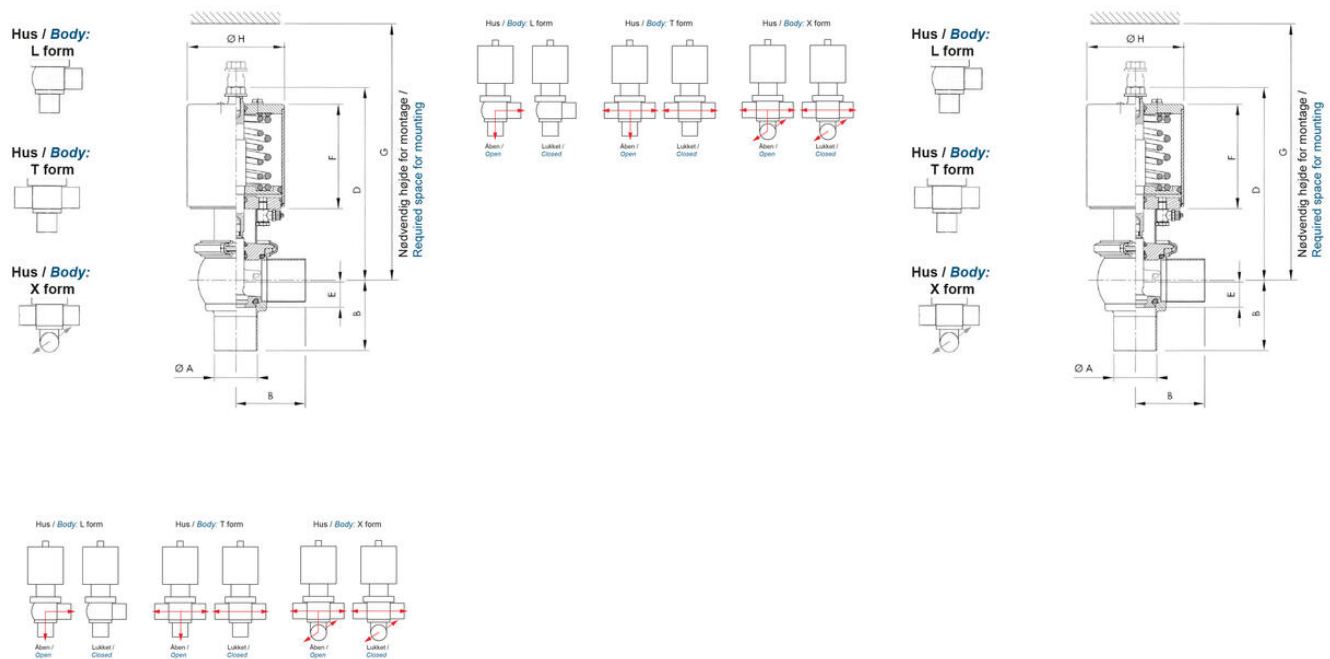 Hus / Body:
L form
Hus / Body:
T form
Hus / Body:
X form
Ø H
F
D
G
E
B
Ø A
B
Nødvendig højde for montage /
Required space for mounting
Hus / Body: L form
Hus / Body: T form
Hus / Body: X form
Åben /
Open
Lukket /
Closed
Åben /
Open
Lukket /
Closed
Åben /
Open
Lukket /
Closed
Hus / Body:
L form
Hus / Body:
T form
Hus / Body:
X form
Ø H
F
D
G
E
B
Ø A
B
Nødvendig højde for montage /
Required space for mounting
Hus / Body: L form
Hus / Body: T form
Hus / Body: X form
Åben /
Open
Lukket /
Closed
Åben /
Open
Lukket /
Closed
Åben /
Open
Lukket /
Closed